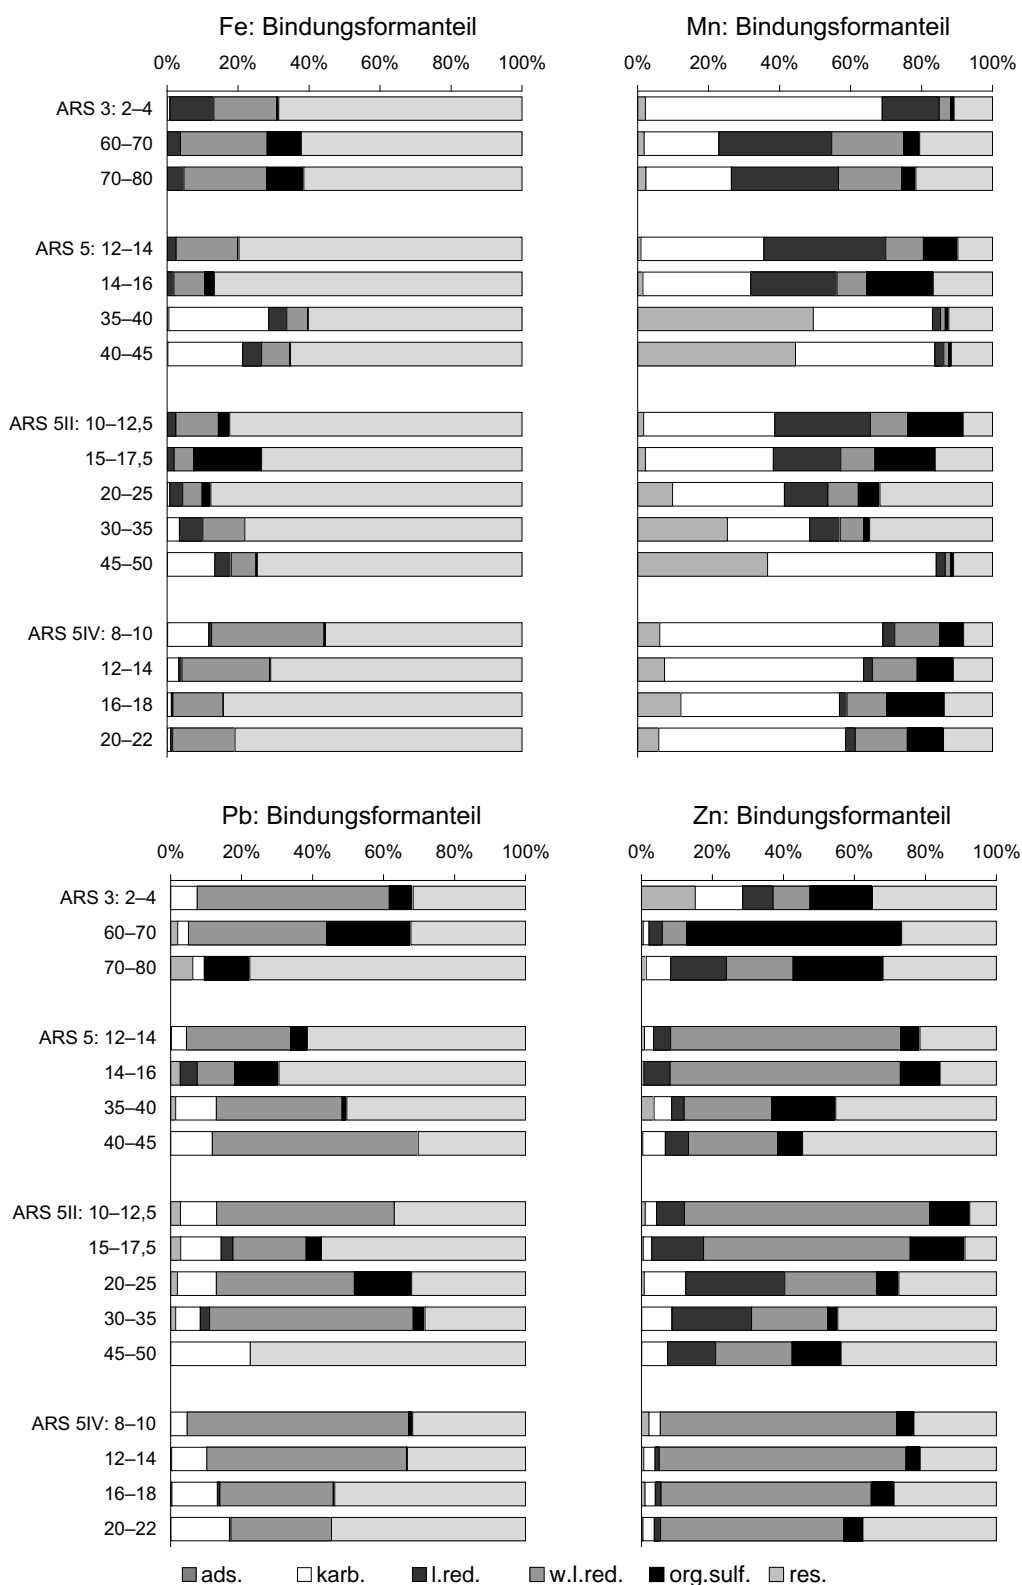 Fe: Bindungsformanteil
Mn: Bindungsformanteil
0% 20% 40% 60% 80% 100%
0% 20% 40% 60% 80% 100%
ARS 3: 2–4
60–70
70–80
ARS 5: 12–14
14–16
35–40
40–45
ARS 5II: 10–12,5
15–17,5
20–25
30–35
45–50
ARS 5IV: 8–10
12–14
16–18
20–22
Pb: Bindungsformanteil
Zn: Bindungsformanteil
0% 20% 40% 60% 80% 100%
0% 20% 40% 60% 80% 100%
ARS 3: 2–4
60–70
70–80
ARS 5: 12–14
14–16
35–40
40–45
ARS 5II: 10–12,5
15–17,5
20–25
30–35
45–50
ARS 5IV: 8–10
12–14
16–18
20–22
ads. karb. l.red. w.l.red. org.sulf. res.